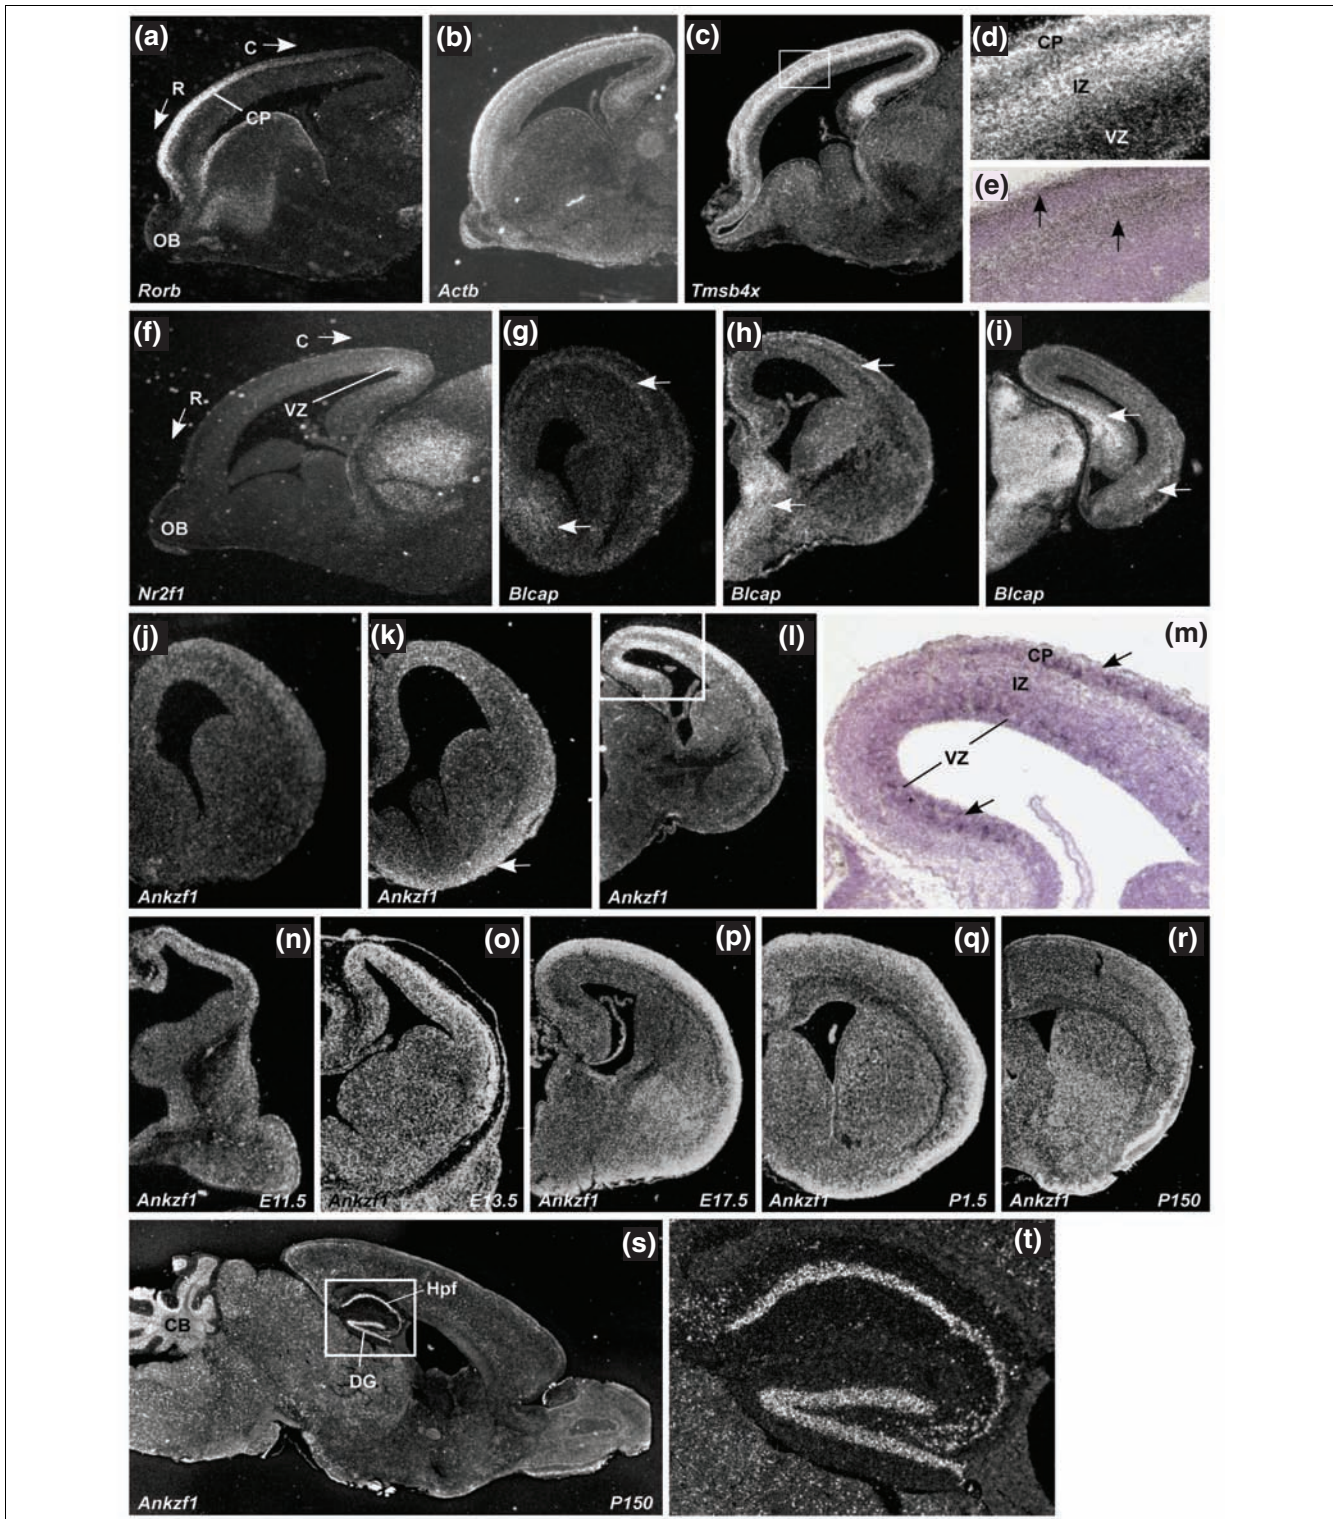 (a)
C
R
CP
OB
Rorb
(b)
Actb
(c)
Tmsb4x
(d)
CP
IZ
VZ
(e)
(f)
C
R
VZ
OB
Nr2f1
(g)
Blcap
(h)
Blcap
(i)
Blcap
(j)
Ankzf1
(k)
Ankzf1
(l)
Ankzf1
(m)
CP
IZ
VZ
(n)
Ankzf1 E11.5
(o)
Ankzf1 E13.5
(p)
Ankzf1 E17.5
(q)
Ankzf1 P1.5
(r)
Ankzf1 P150
(s)
Hpf
CB
DG
Ankzf1 P150
(t)